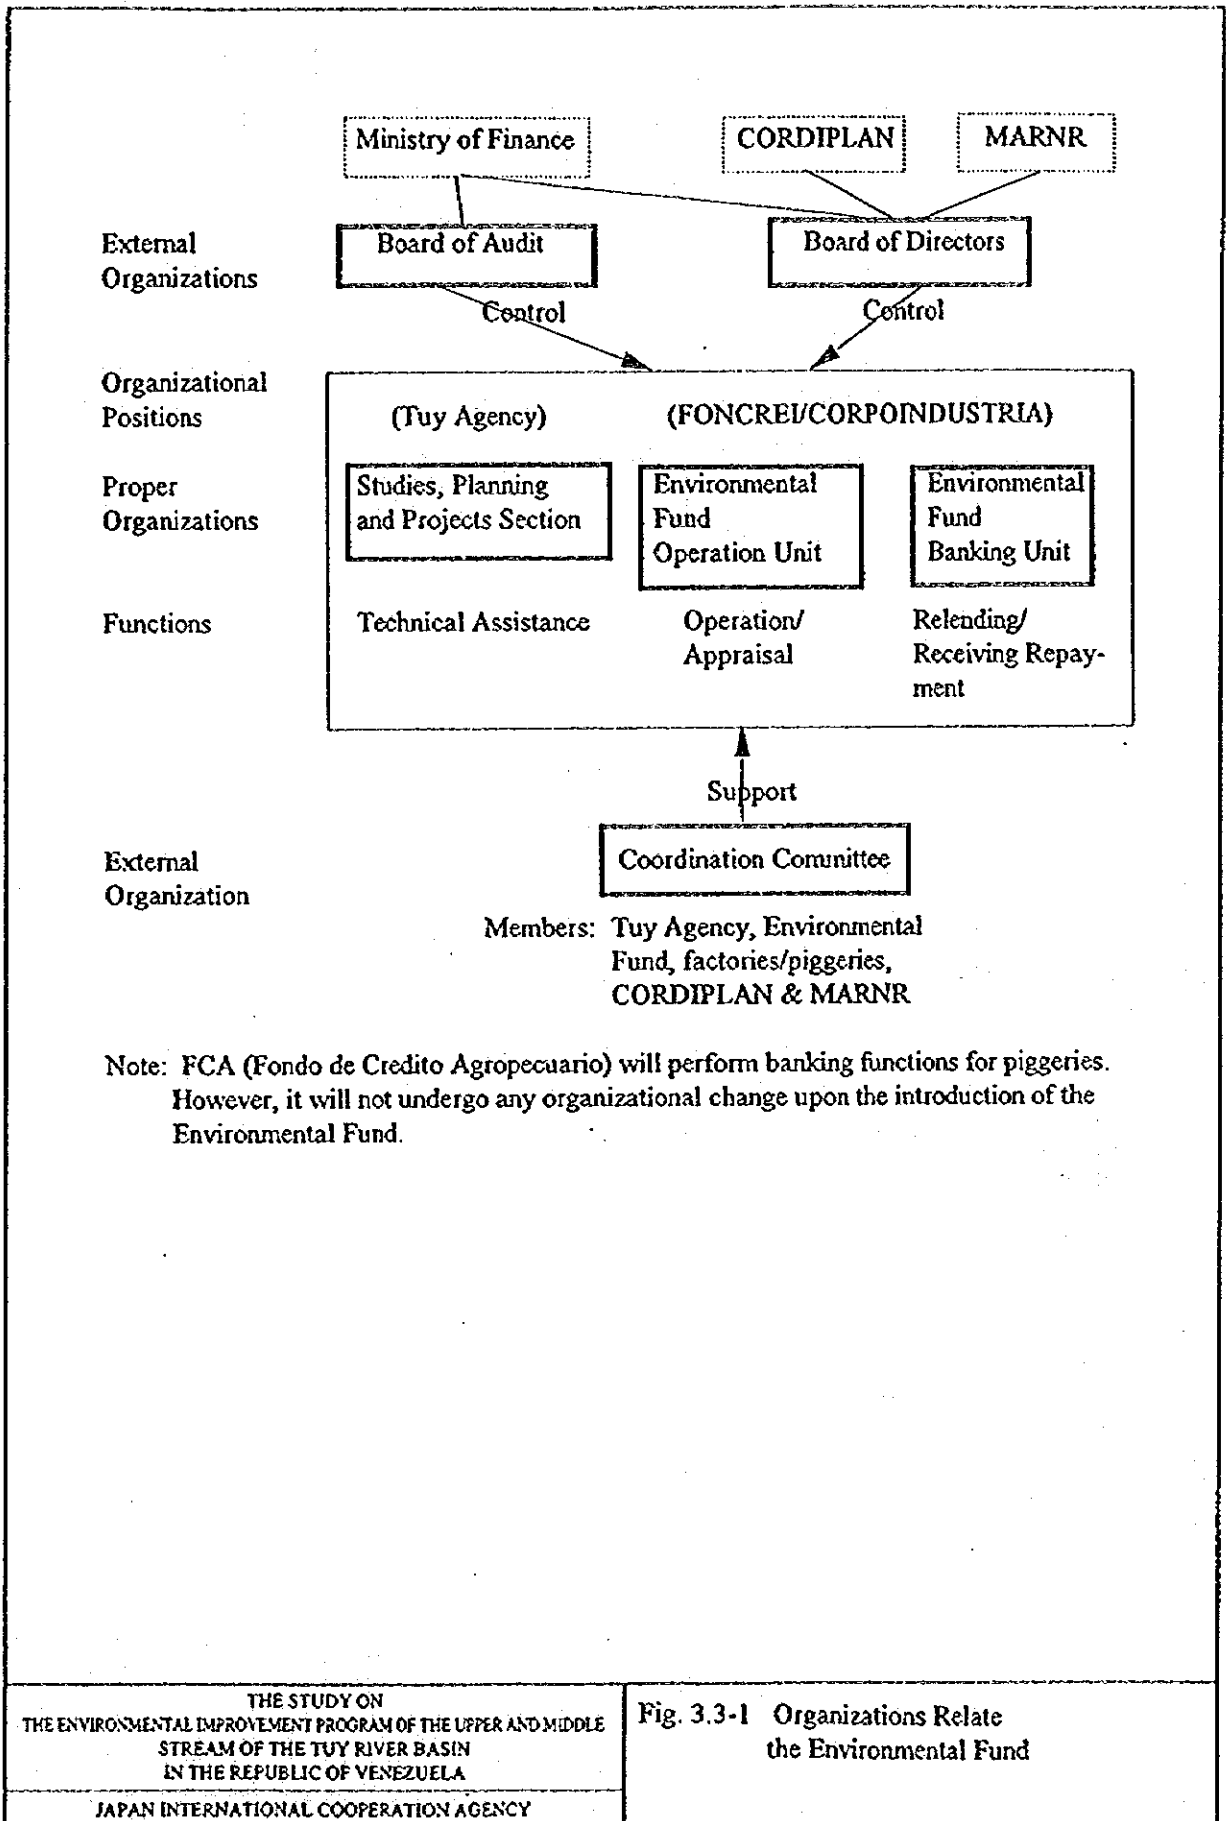 Ministry of Finance
CORDIPLAN
MARNR
External
Organizations
Board of Audit
Board of Directors
Control
Control
Organizational
Positions
(Tuy Agency)
(FONCREI/CORPOINDUSTRIA)
Proper
Organizations
Studies, Planning
and Projects Section
Environmental
Fund
Operation Unit
Environmental
Fund
Banking Unit
Functions
Technical Assistance
Operation/
Appraisal
Relending/
Receiving Repay-
ment
Support
External
Organization
Coordination Committee
Members: Tuy Agency, Environmental
Fund, factories/piggeries,
CORDIPLAN & MARNR
Note: FCA (Fondo de Credito Agropecuario) will perform banking functions for piggeries.
However, it will not undergo any organizational change upon the introduction of the
Environmental Fund.
THE STUDY ON
THE ENVIRONMENTAL IMPROVEMENT PROGRAM OF THE UPPER AND MIDDLE
STREAM OF THE TUY RIVER BASIN
IN THE REPUBLIC OF VENEZUELA
JAPAN INTERNATIONAL COOPERATION AGENCY
Fig. 3.3-1 Organizations Relate
the Environmental Fund